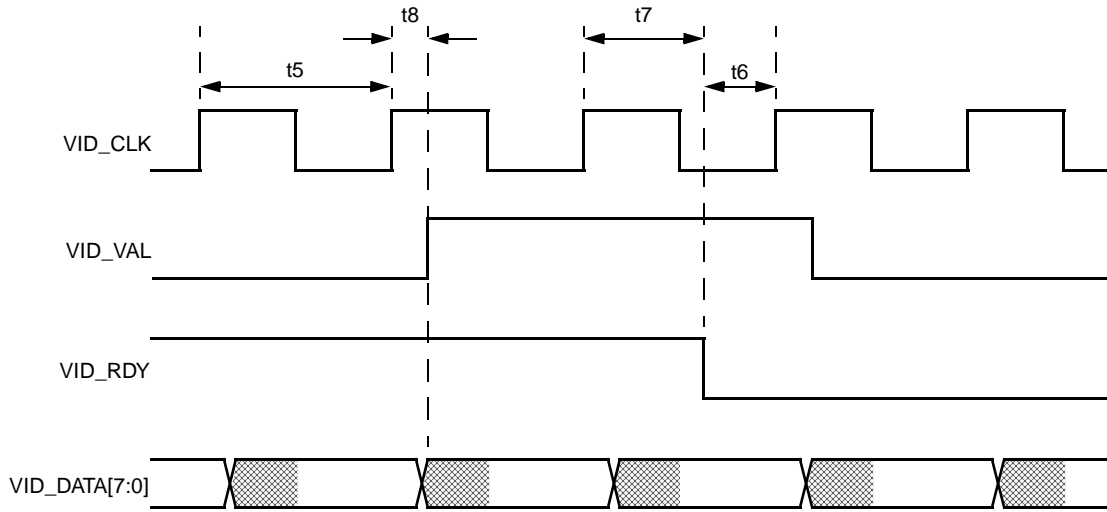 t8
t7
t5
t6
VID_CLK
VID_VAL
VID_RDY
VID_DATA[7:0]